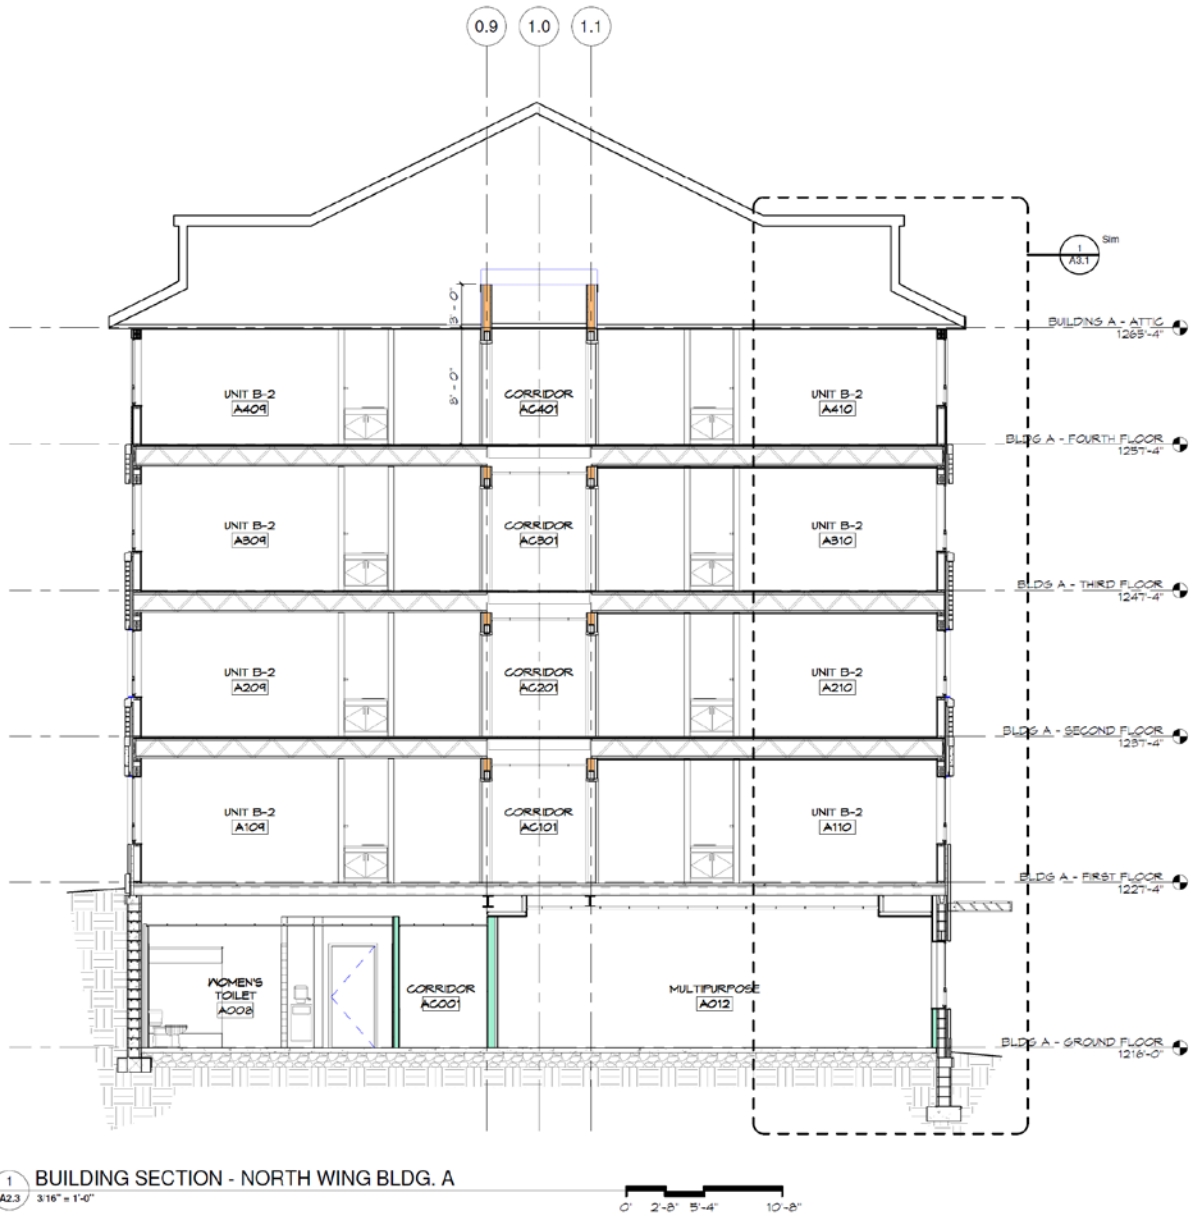 0.9 1.0 1.1
1
A3.1
Sim
3' - 0"
BUILDING A - ATTIC
1265'-4"
8' - 0"
UNIT B-2
A409
CORRIDOR
AC401
UNIT B-2
A410
BLDG A - FOURTH FLOOR
1257'-4"
UNIT B-2
A309
CORRIDOR
AC301
UNIT B-2
A310
BLDG A - THIRD FLOOR
1247'-4"
UNIT B-2
A209
CORRIDOR
AC201
UNIT B-2
A210
BLDG A - SECOND FLOOR
1237'-4"
UNIT B-2
A109
CORRIDOR
AC101
UNIT B-2
A110
BLDG A - FIRST FLOOR
1227'-4"
WOMEN'S
TOILET
A008
CORRIDOR
AC001
MULTIPURPOSE
A012
BLDG A - GROUND FLOOR
1216'-0"
1
A2.3
BUILDING SECTION - NORTH WING BLDG. A
3/16" = 1'-0"
0' 2'-8" 5'-4" 10'-8"